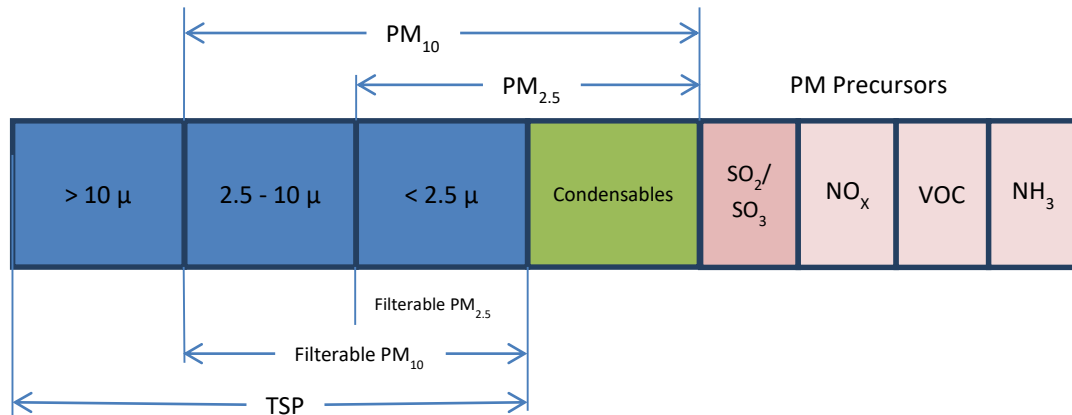 PM₁₀
PM₂.₅
PM Precursors
> 10 µ
2.5 - 10 µ
< 2.5 µ
Condensables
SO₂/
SO₃
NOₓ
VOC
NH₃
Filterable PM₂.₅
Filterable PM₁₀
TSP